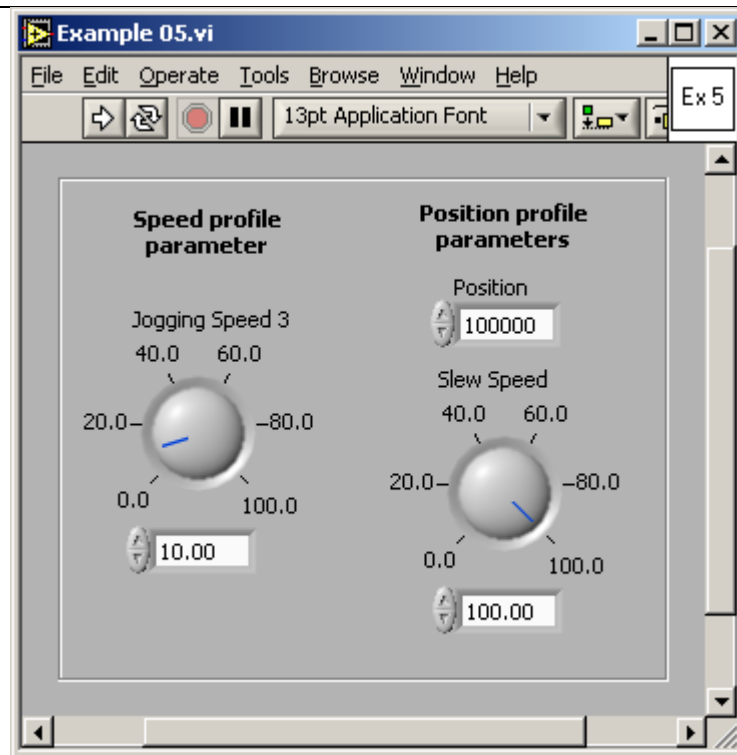 Example 05.vi
File Edit Operate Tools Browse Window Help
13pt Application Font
Ex 5
Speed profile
parameter
Jogging Speed 3
40.0 60.0
20.0 80.0
0.0 100.0
10.00
Position profile
parameters
Position
100000
Slew Speed
40.0 60.0
20.0 80.0
0.0 100.0
100.00